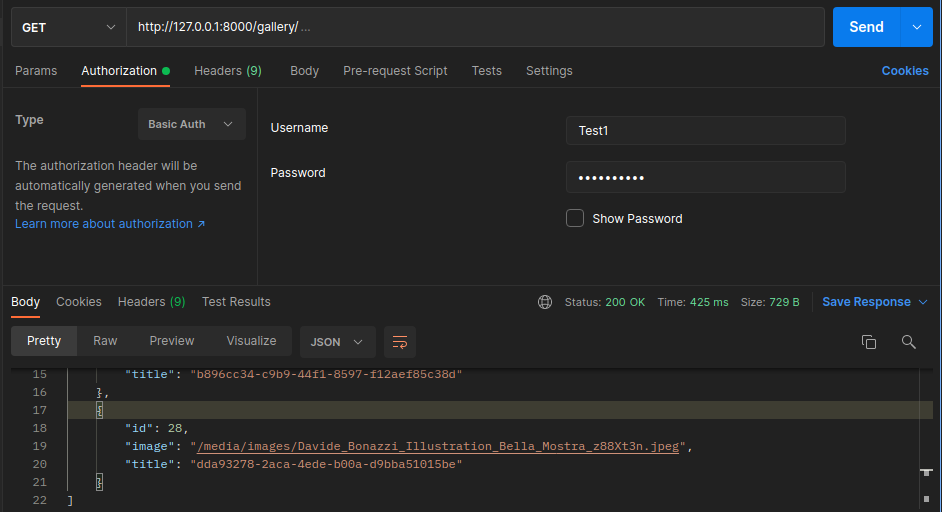 GET http://127.0.0.1:8000/gallery/... Send
Params Authorization Headers (9) Body Pre-request Script Tests Settings Cookies
Type Basic Auth
The authorization header will be
automatically generated when you send
the request.
Learn more about authorization ↗
Username Test1
Password ••••••••••
Show Password
Body Cookies Headers (9) Test Results Status: 200 OK Time: 425 ms Size: 729 B Save Response
Pretty Raw Preview Visualize JSON
15 "title": "b896cc34-c9b9-44f1-8597-f12aef85c38d"
16 },
17 {
18 "id": 28,
19 "image": "/media/images/Davide_Bonazzi_Illustration_Bella_Mostra_z88Xt3n.jpeg",
20 "title": "dda93278-2aca-4ede-b00a-d9bba51015be"
21 }
22 ]